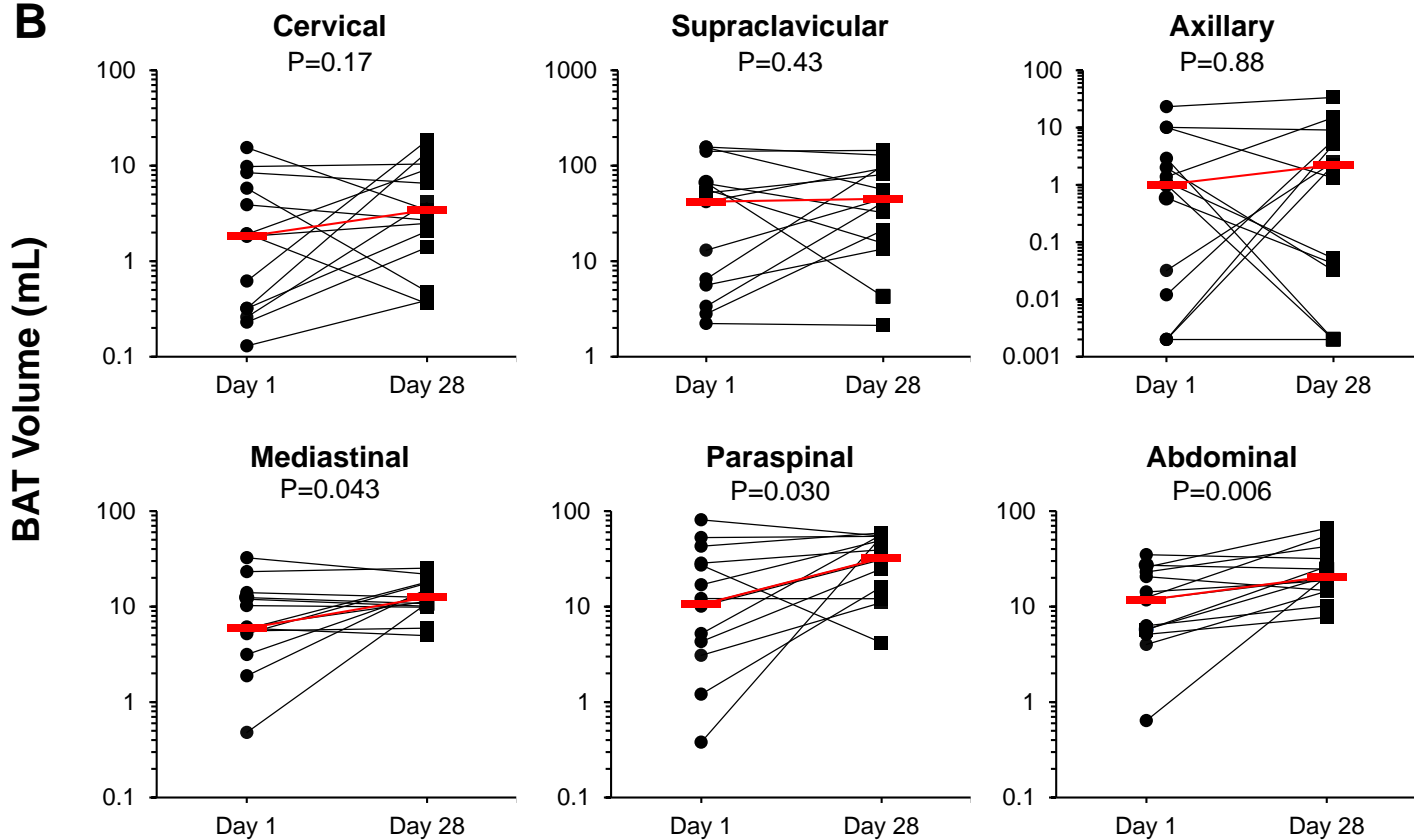 B
BAT Volume (mL)
Cervical
P=0.17
100
10
1
0.1
Day 1
Day 28
Supraclavicular
P=0.43
1000
100
10
1
Day 1
Day 28
Axillary
P=0.88
100
10
1
0.1
0.01
0.001
Day 1
Day 28
Mediastinal
P=0.043
100
10
1
0.1
Day 1
Day 28
Paraspinal
P=0.030
100
10
1
0.1
Day 1
Day 28
Abdominal
P=0.006
100
10
1
0.1
Day 1
Day 28